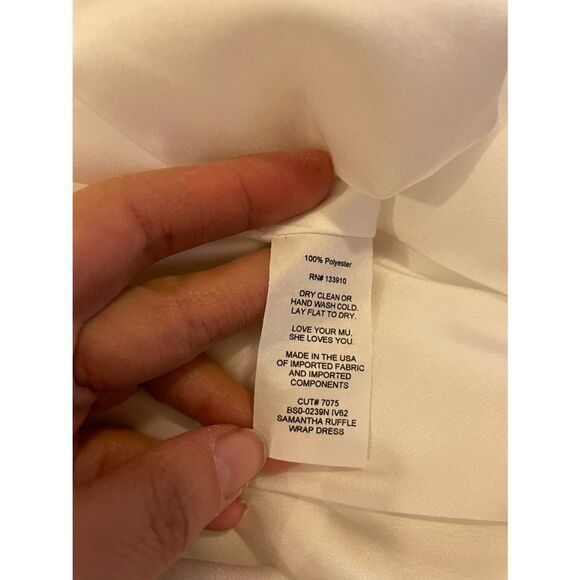 100% Polyester
RN# 133910
DRY CLEAN OR
HAND WASH COLD.
LAY FLAT TO DRY.
LOVE YOUR MU,
SHE LOVES YOU.
MADE IN THE USA
OF IMPORTED FABRIC
AND IMPORTED
COMPONENTS
CUT# 7075
BS0-0239N IV62
SAMANTHA RUFFLE
WRAP DRESS